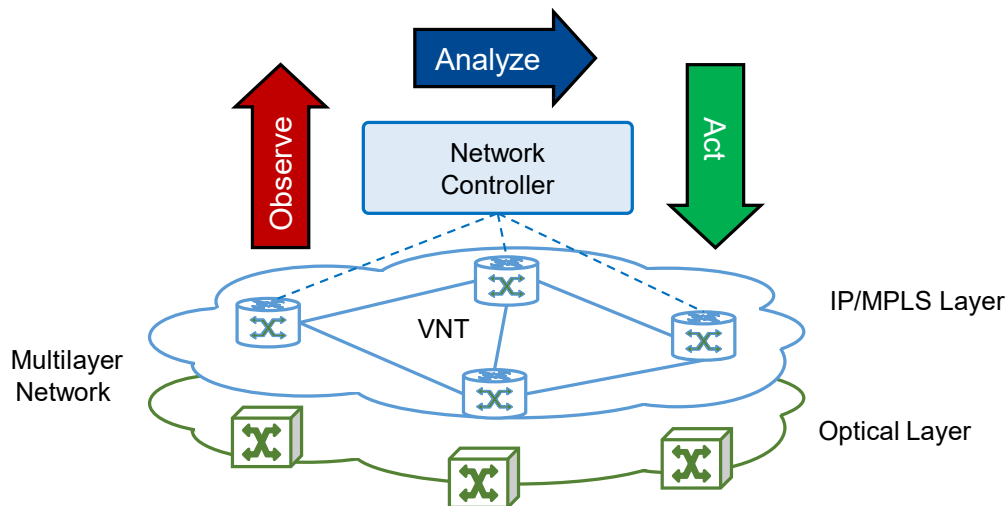 Analyze
Observe
Act
Network
Controller
IP/MPLS Layer
VNT
Multilayer
Network
Optical Layer